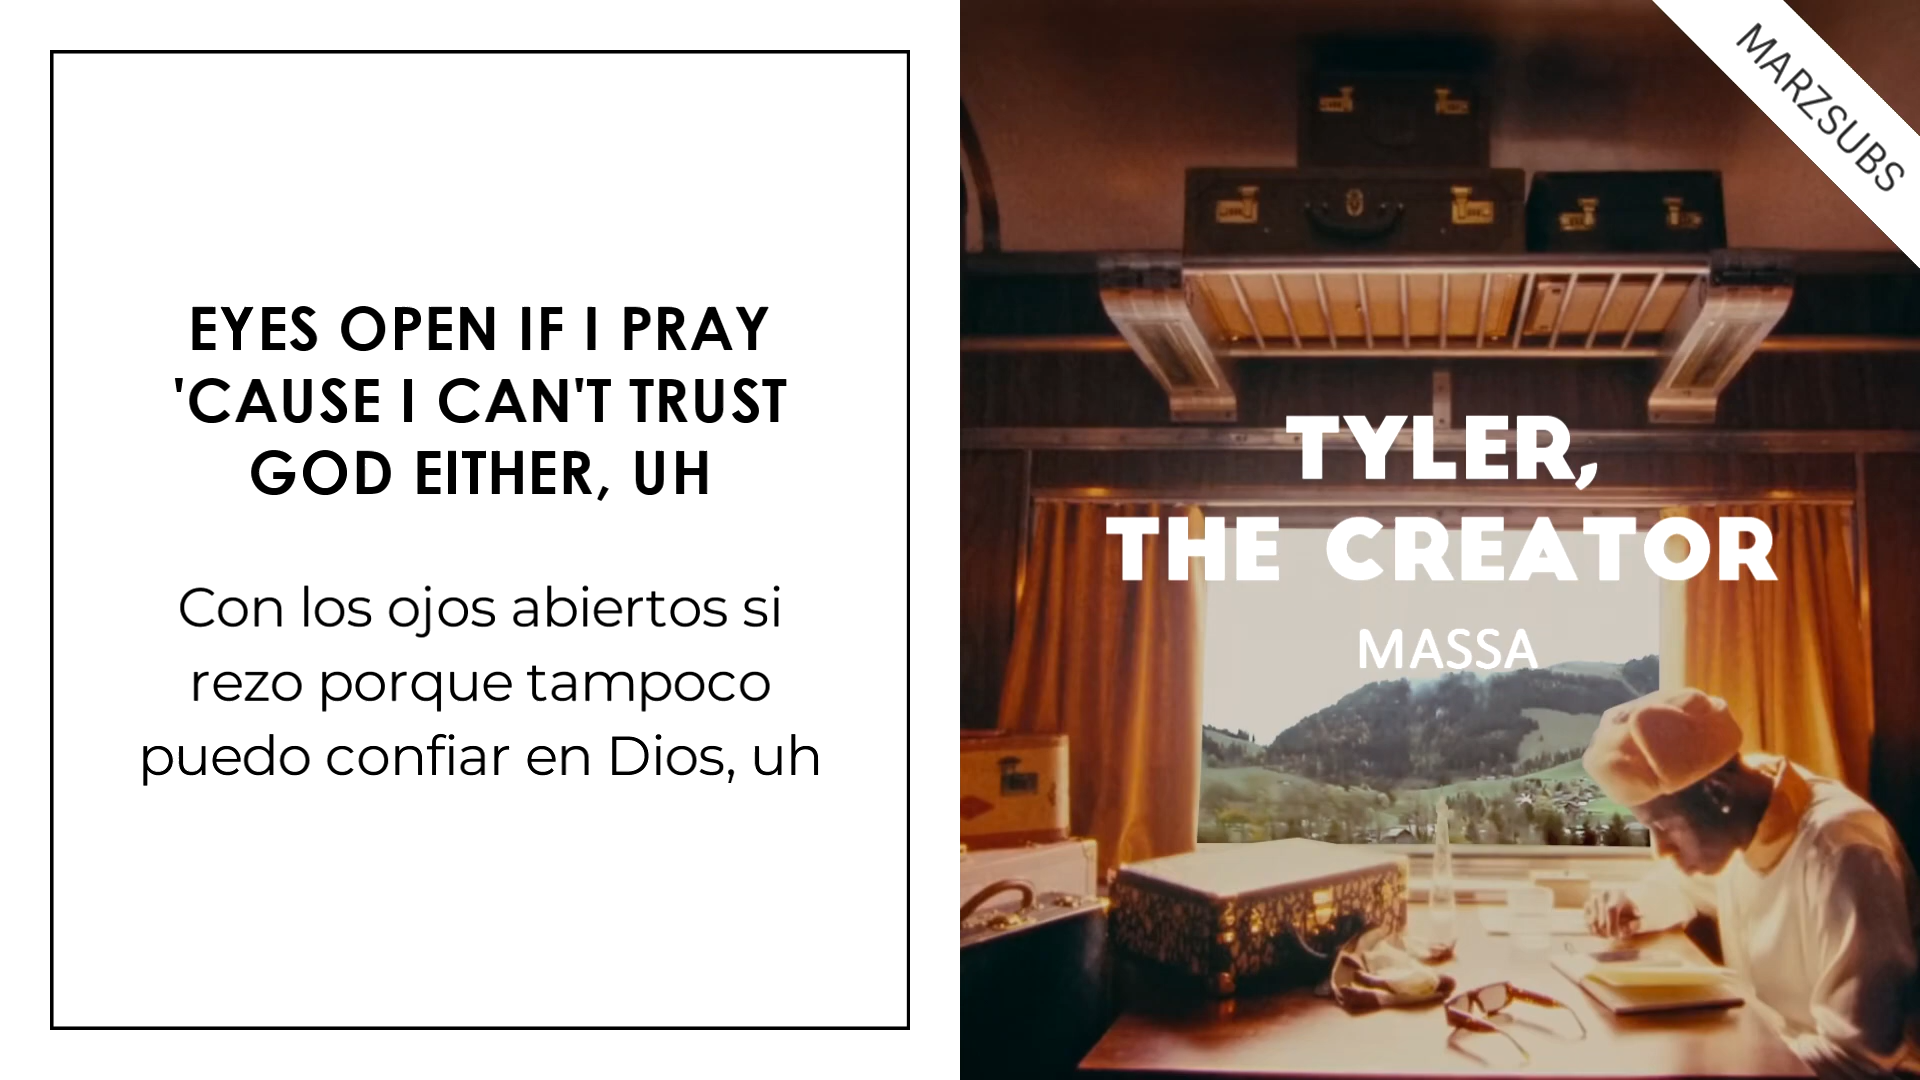 EYES OPEN IF I PRAY
'CAUSE I CAN'T TRUST
GOD EITHER, UH
Con los ojos abiertos si
rezo porque tampoco
puedo confiar en Dios, uh
TYLER,
THE CREATOR
MASSA
MARZSUBS